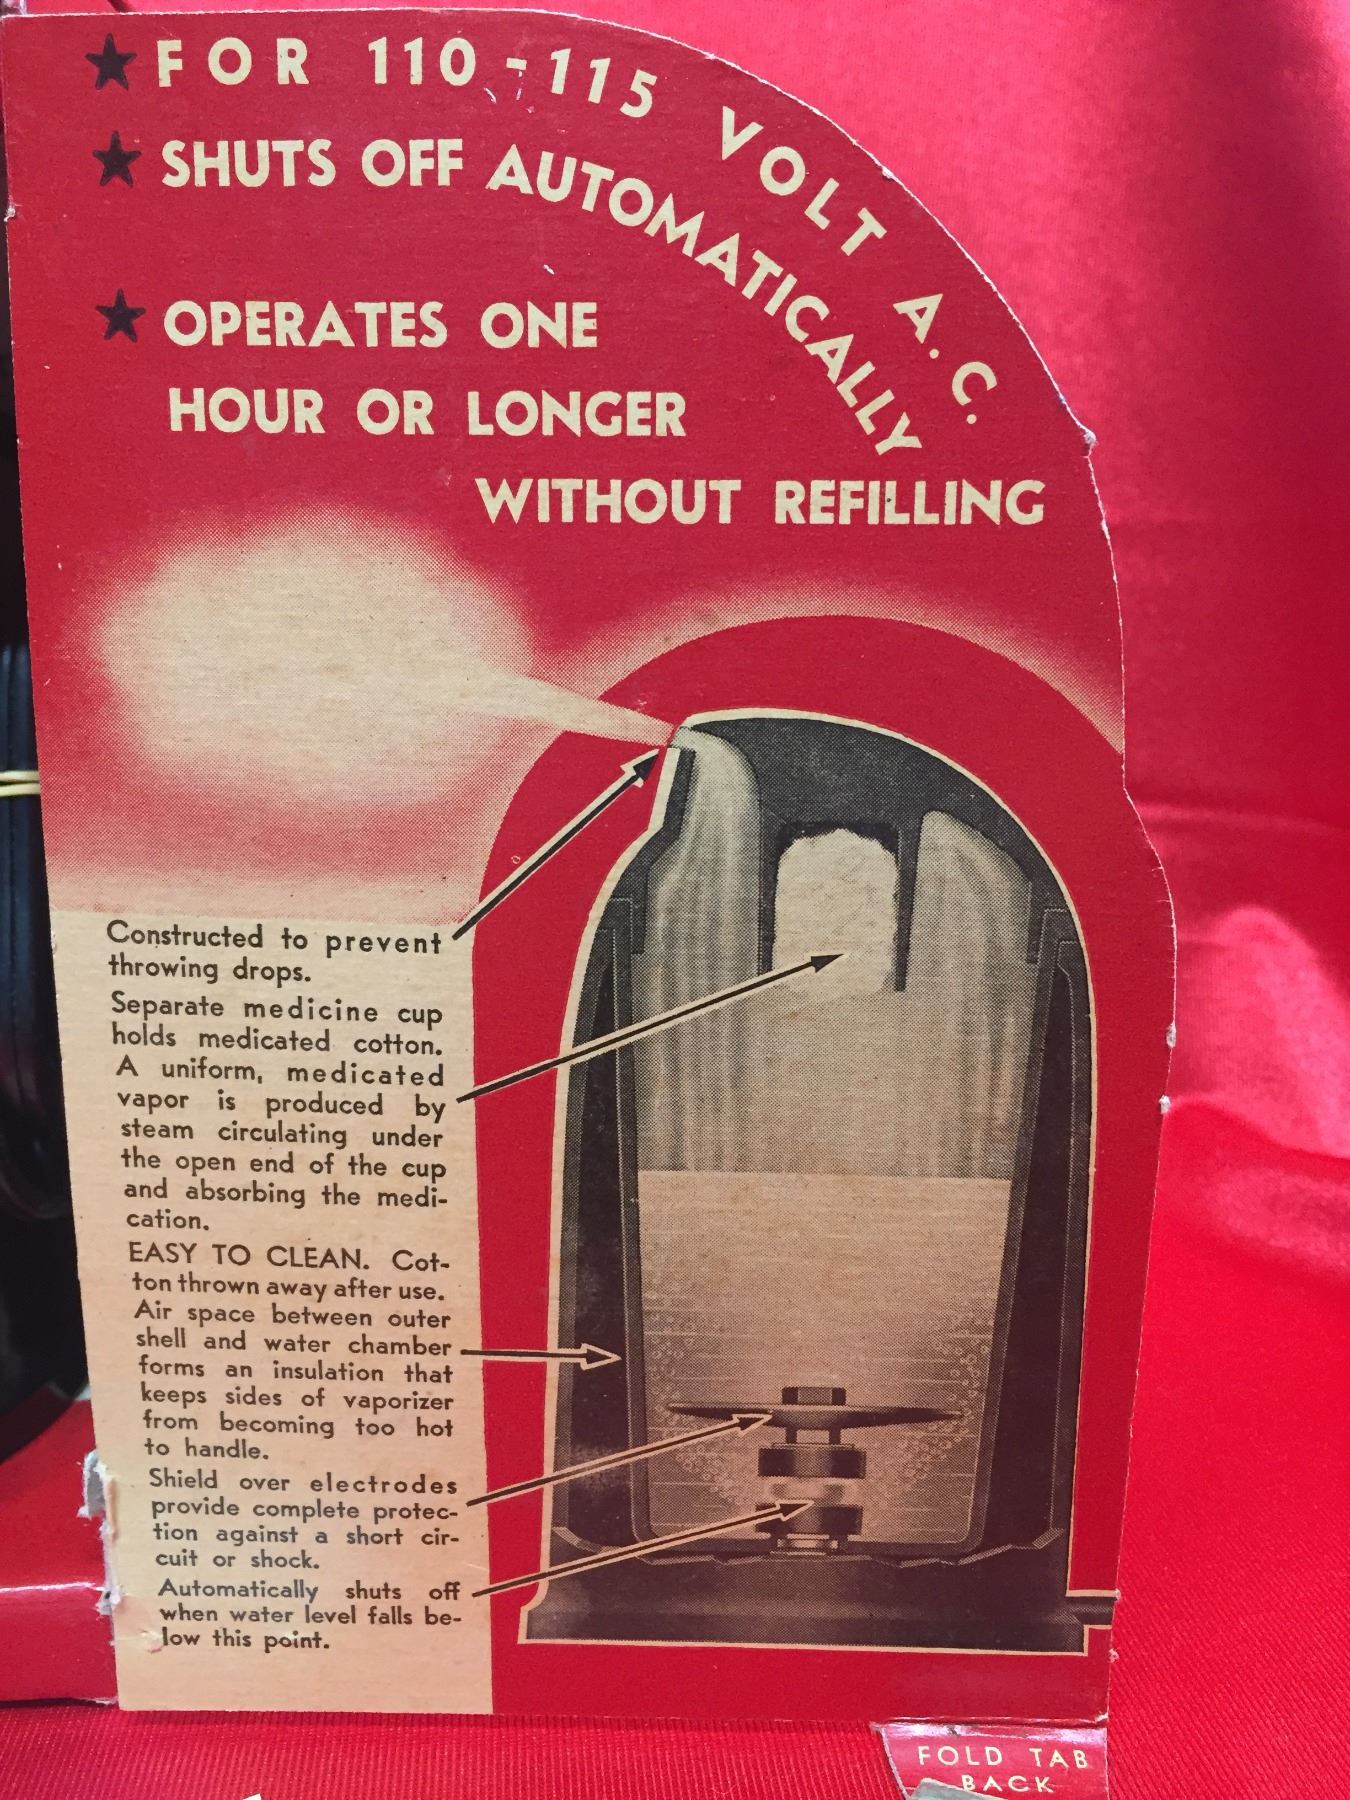 ★ FOR 110-115 VOLT A.C.
★ SHUTS OFF AUTOMATICALLY
★ OPERATES ONE
HOUR OR LONGER
WITHOUT REFILLING
Constructed to prevent
throwing drops.
Separate medicine cup
holds medicated cotton.
A uniform, medicated
vapor is produced by
steam circulating under
the open end of the cup
and absorbing the medi-
cation.
EASY TO CLEAN. Cot-
ton thrown away after use.
Air space between outer
shell and water chamber
forms an insulation that
keeps sides of vaporizer
from becoming too hot
to handle.
Shield over electrodes
provide complete protec-
tion against a short cir-
cuit or shock.
Automatically shuts off
when water level falls be-
low this point.
FOLD TAB
BACK